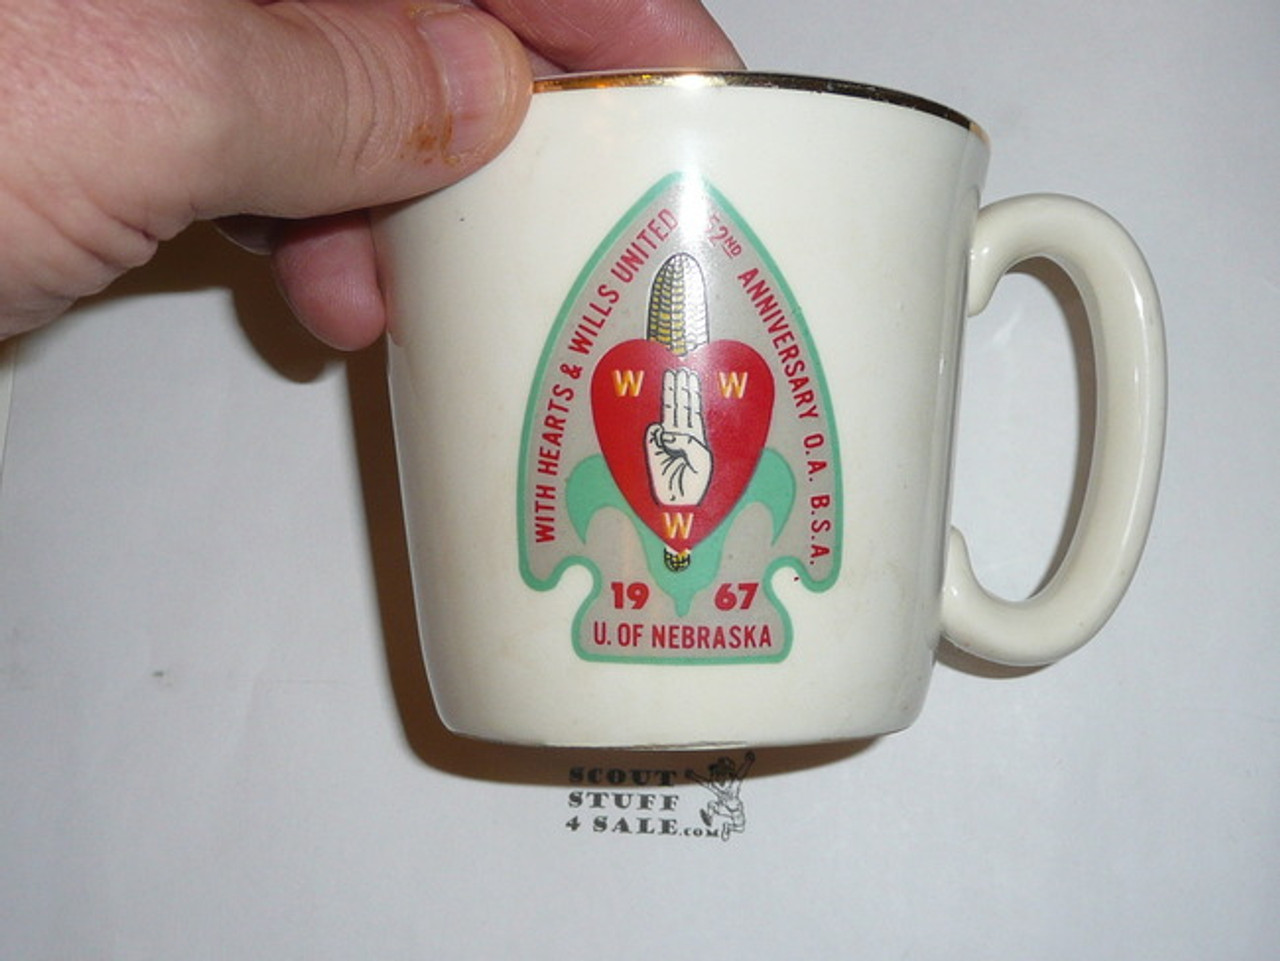 WITH HEARTS & WILLS UNITED
52ND ANNIVERSARY O.A. B.S.A.
W W
W
19 67
U. OF NEBRASKA
SCOUT
STUFF
4 SALE.COM